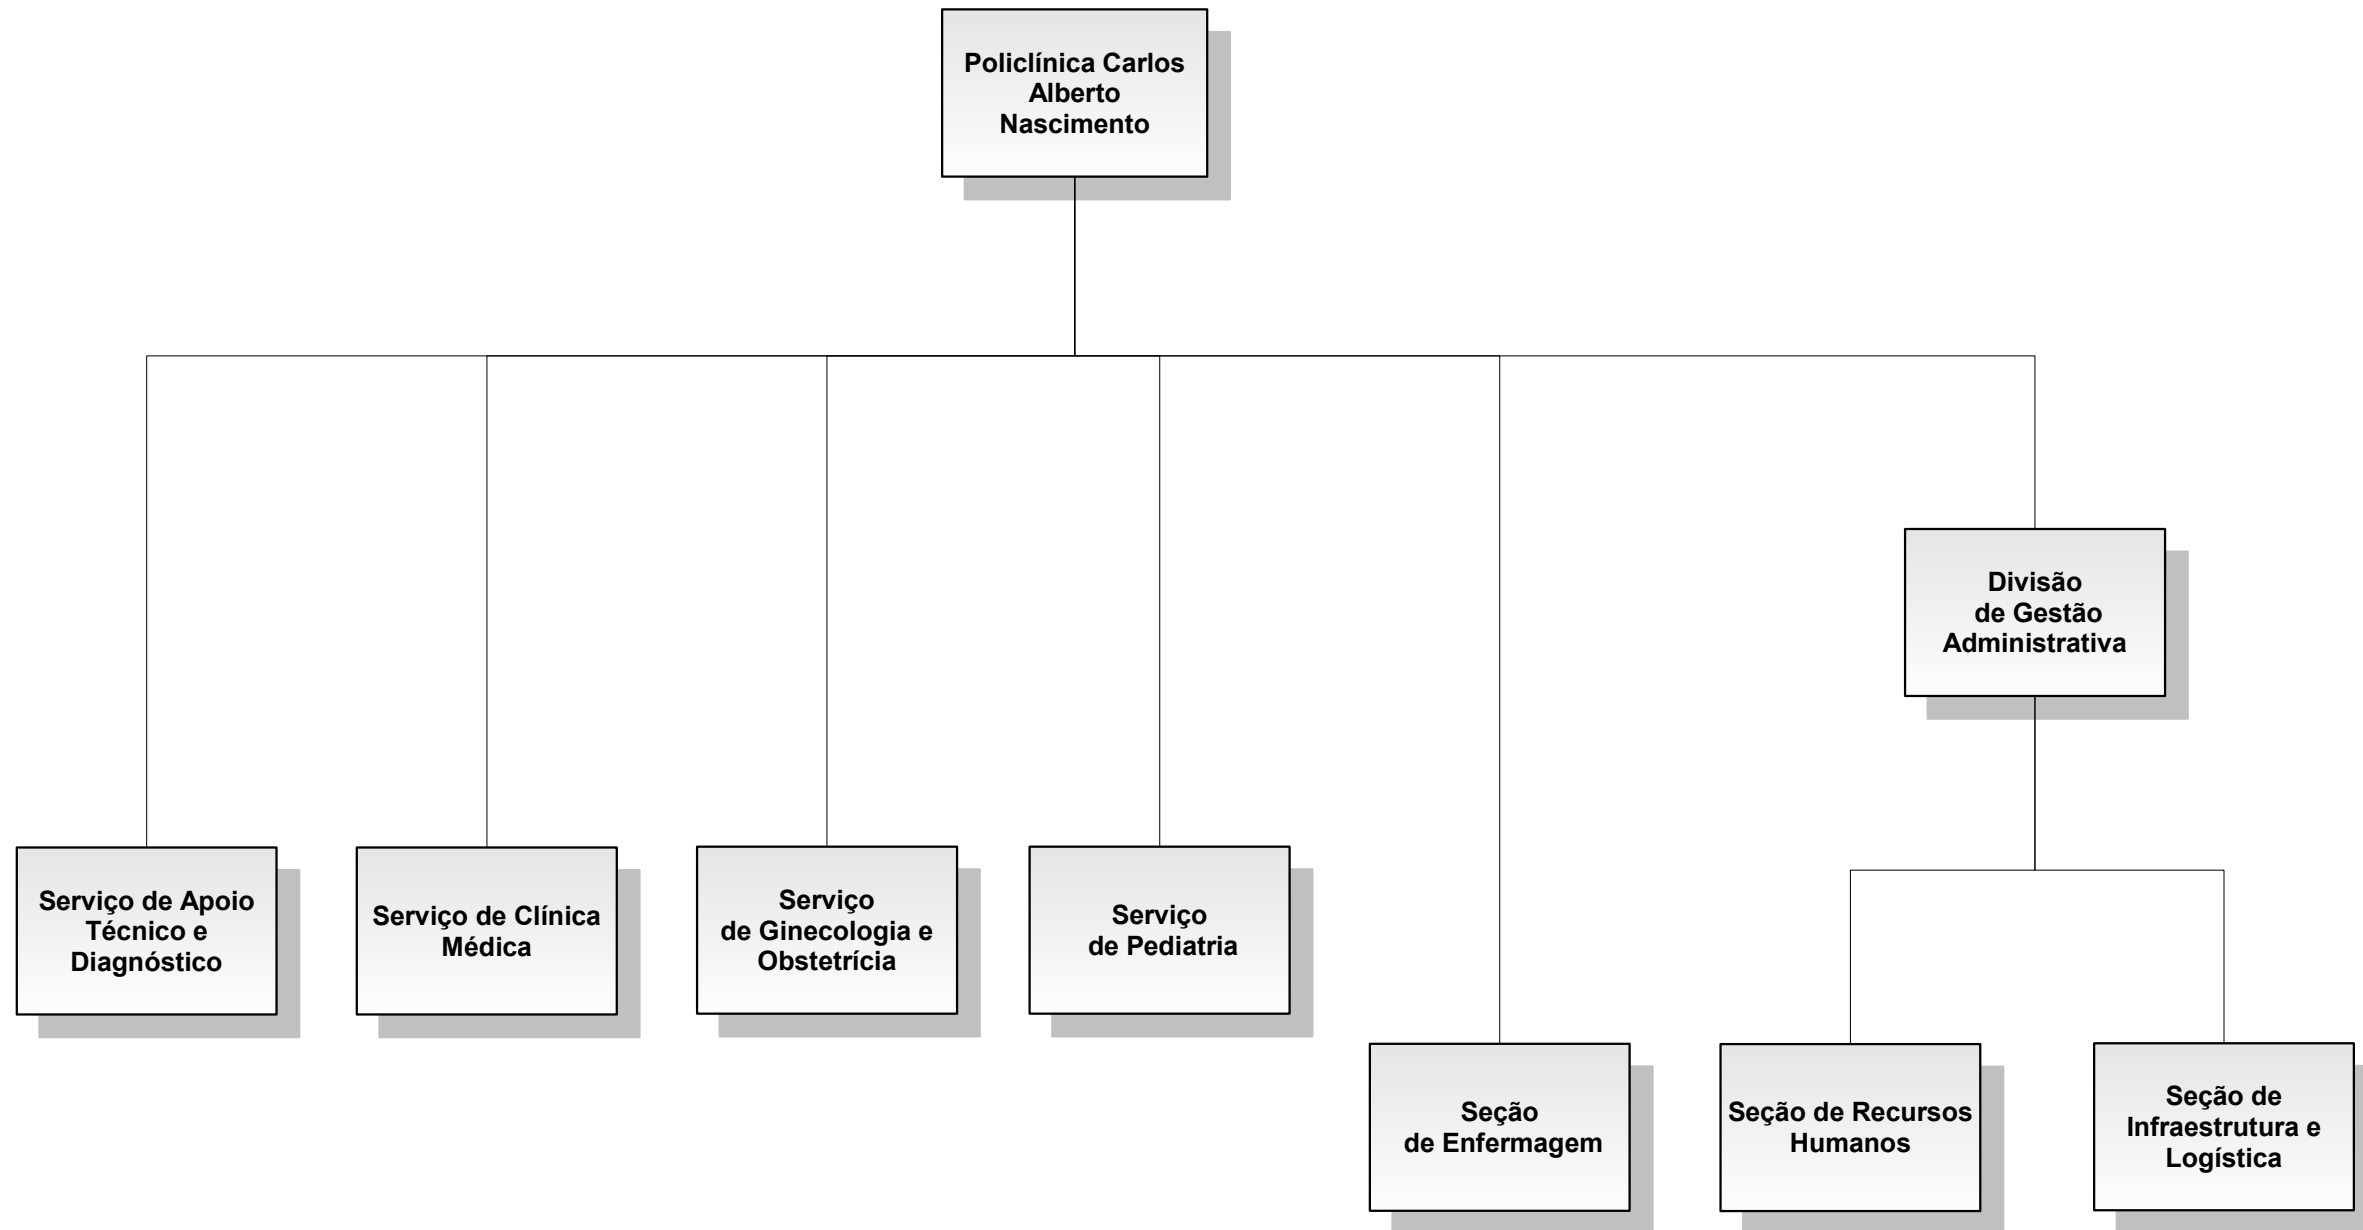 Policlínica Carlos
Alberto
Nascimento
Divisão
de Gestão
Administrativa
Serviço de Apoio
Técnico e
Diagnóstico
Serviço de Clínica
Médica
Serviço
de Ginecologia e
Obstetrícia
Serviço
de Pediatria
Seção
de Enfermagem
Seção de Recursos
Humanos
Seção de
Infraestrutura e
Logística